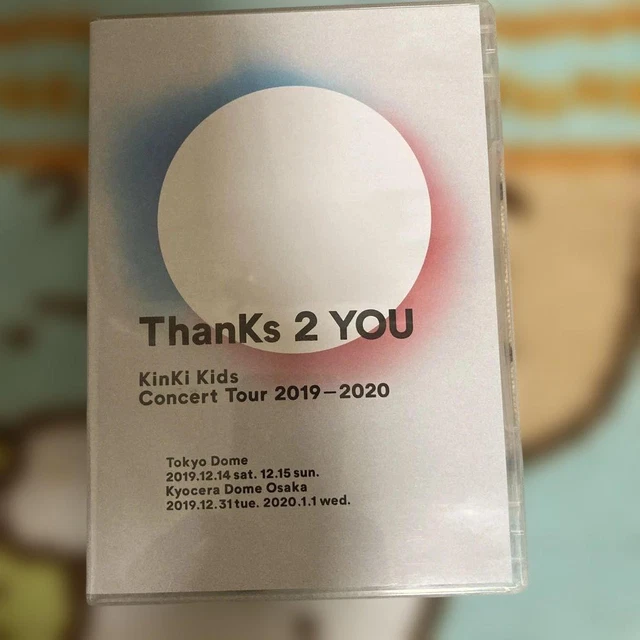 ThanKs 2 YOU
KinKi Kids
Concert Tour 2019－2020
Tokyo Dome
2019.12.14 sat. 12.15 sun.
Kyocera Dome Osaka
2019.12.31 tue. 2020.1.1 wed.